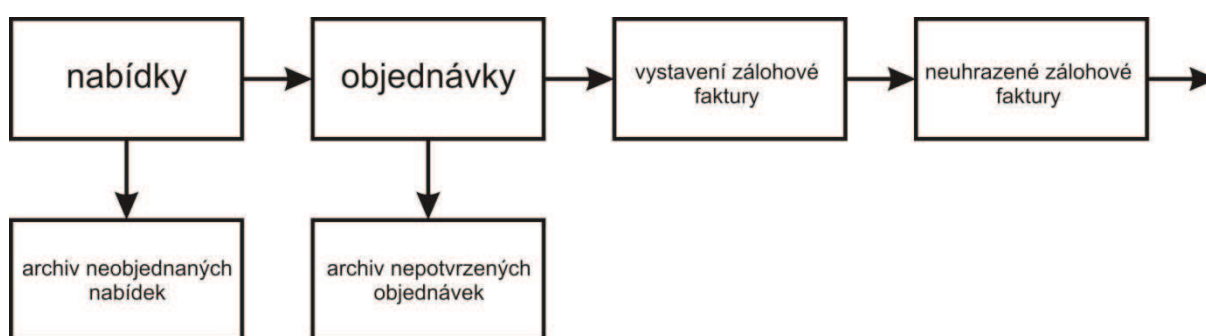 nabídky
objednávky
vystavení zálohové
faktury
neuhrazené zálohové
faktury
archiv neobjednaných
nabídek
archiv nepotvrzených
objednávek